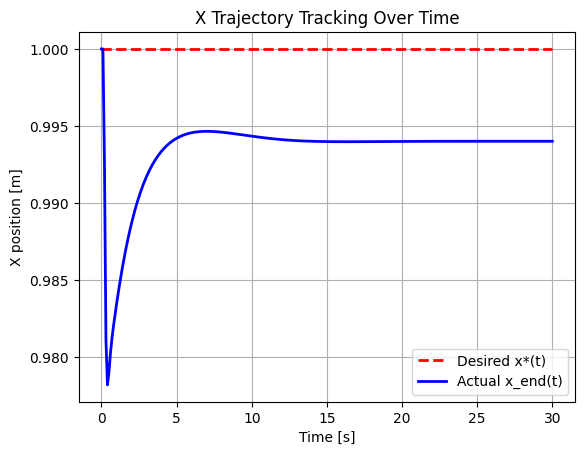 X Trajectory Tracking Over Time
1.000
0.995
0.990
0.985
0.980
X position [m]
0
5
10
15
20
25
30
Time [s]
Desired x*(t)
Actual x_end(t)